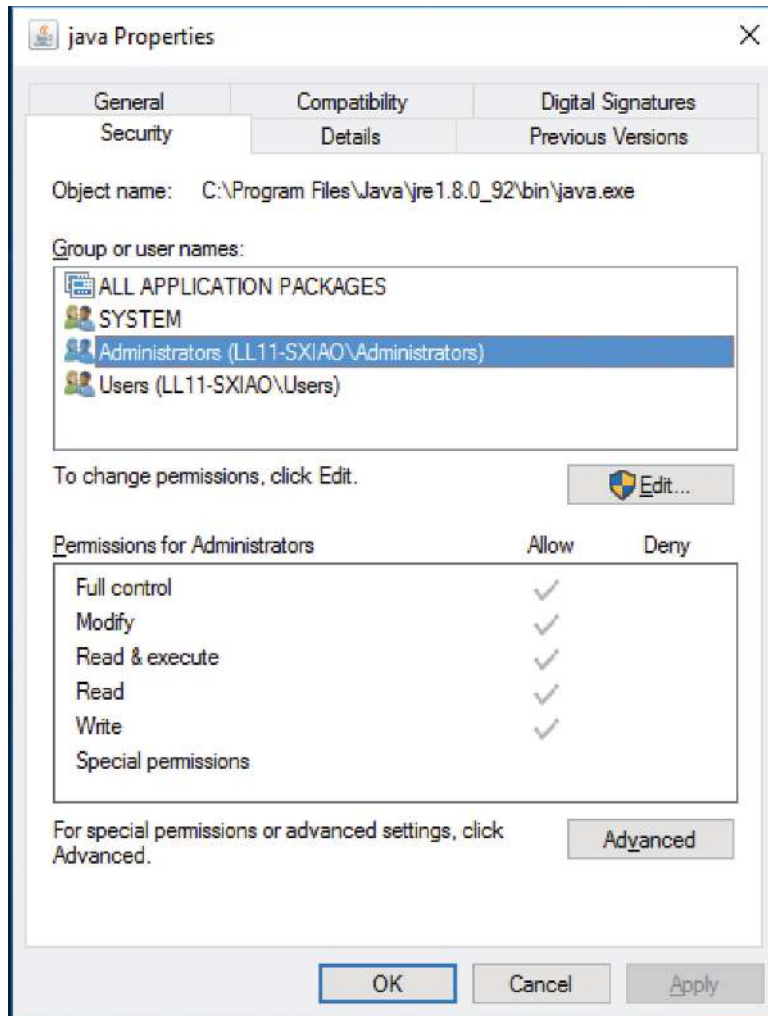 java Properties
General Compatibility Digital Signatures
Security Details Previous Versions
Object name: C:\Program Files\Java\jre1.8.0_92\bin\java.exe
Group or user names:
ALL APPLICATION PACKAGES
SYSTEM
Administrators (LL11-SXIAO\Administrators)
Users (LL11-SXIAO\Users)
To change permissions, click Edit.
Edit...
Permissions for Administrators Allow Deny
Full control
Modify
Read & execute
Read
Write
Special permissions
For special permissions or advanced settings, click
Advanced.
Advanced
OK Cancel Apply